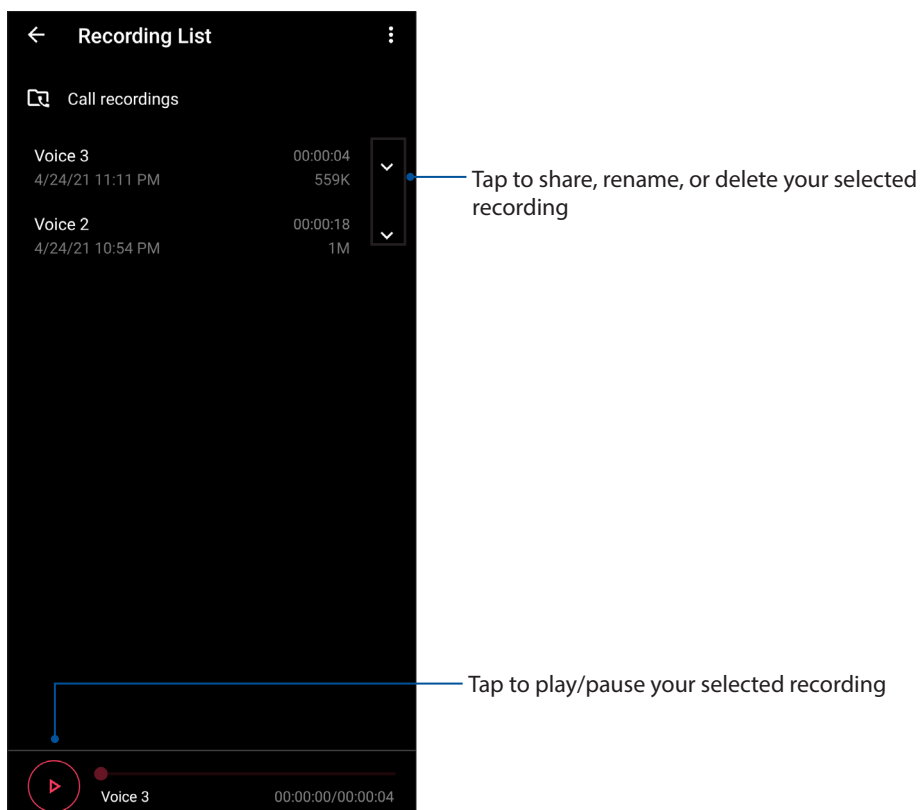 Recording List
Call recordings
Voice 3 00:00:04
4/24/21 11:11 PM 559K
Tap to share, rename, or delete your selected
recording
Voice 2 00:00:18
4/24/21 10:54 PM 1M
Tap to play/pause your selected recording
Voice 3 00:00:00/00:00:04